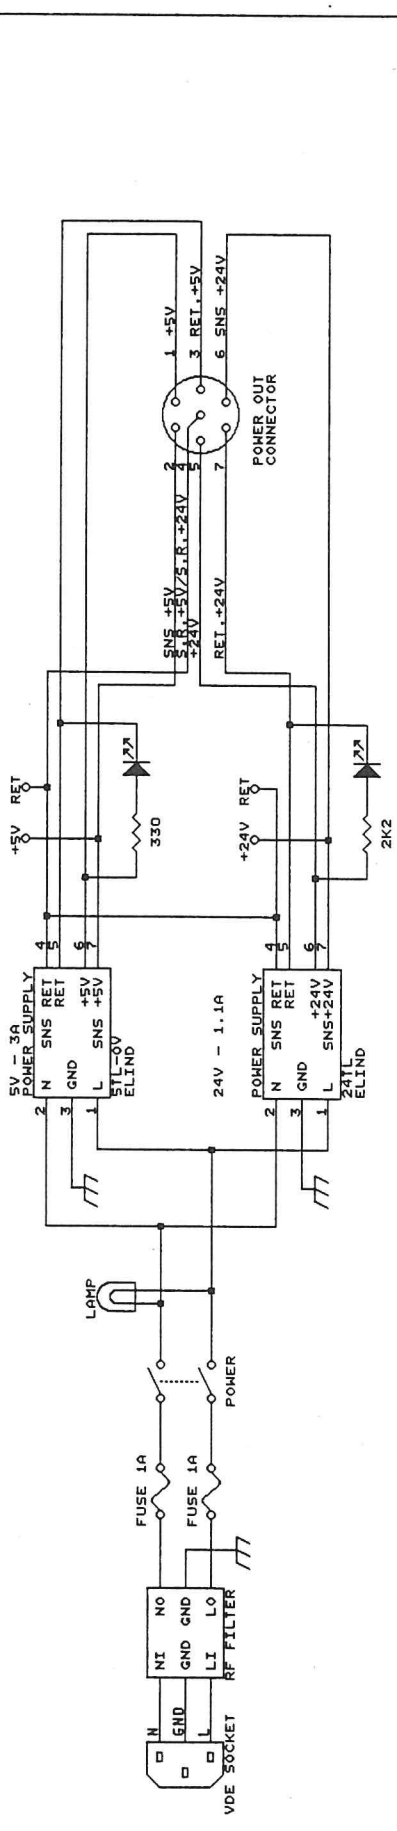 VDE SOCKET
N
GND
L
NI
GND
LI
NO
GND
LO
RF FILTER
FUSE 1A
FUSE 1A
POWER
LAMP
5V - 3A
POWER SUPPLY
2
3
1
N
GND
L
SNS RET
RET
+5V
SNS +5V
4
5
6
7
5TL-OV
ELIND
24V - 1.1A
POWER SUPPLY
2
3
1
N
GND
L
SNS RET
RET
+24V
SNS+24V
4
5
6
7
24TL
ELIND
+5V
RET
330
+24V
RET
2K2
SNS +5V
S.R.+5V/S.R.+24V
+24V
RET.+24V
2
4
5
7
1 +5V
3 RET.+5V
6 SNS +24V
POWER OUT
CONNECTOR